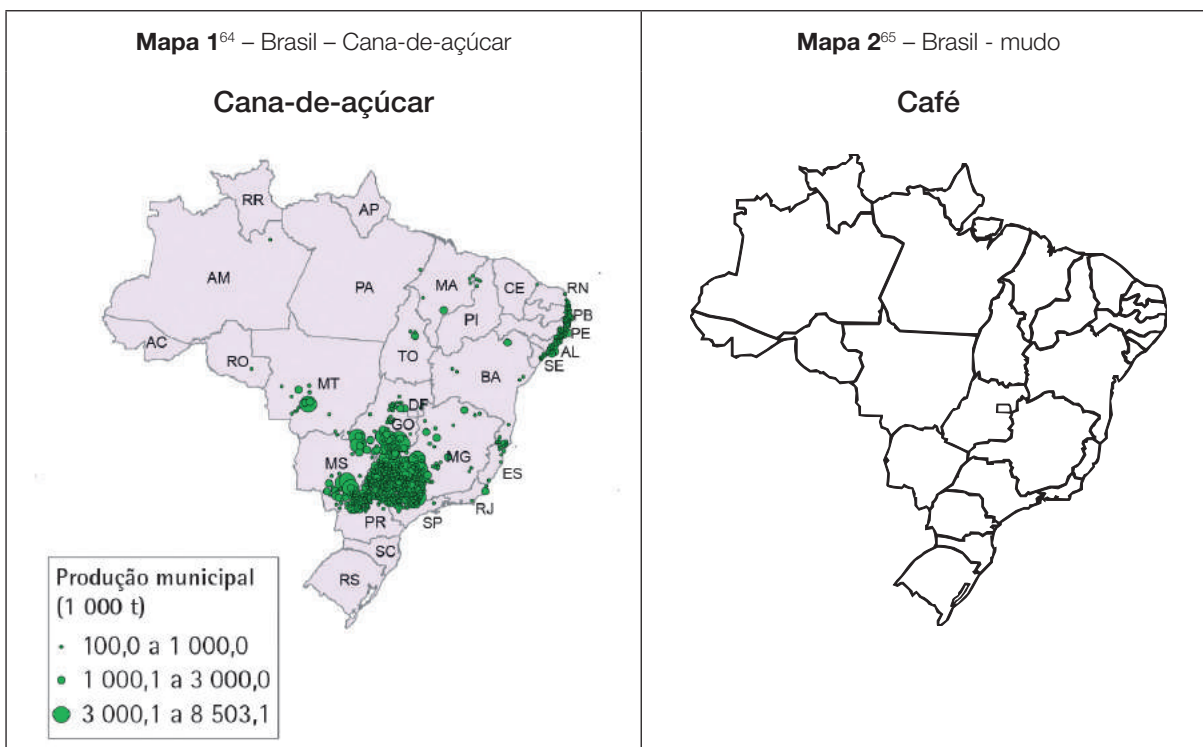 Mapa 1⁶⁴ – Brasil – Cana-de-açúcar
Cana-de-açúcar
RR
AP
AM
PA
MA
CE
RN
PB
PE
AL
SE
PI
AC
RO
TO
BA
MT
DF
GO
MG
MS
ES
SP
RJ
PR
SC
RS
Produção municipal
(1 000 t)
100,0 a 1 000,0
1 000,1 a 3 000,0
3 000,1 a 8 503,1
Mapa 2⁶⁵ – Brasil - mudo
Café